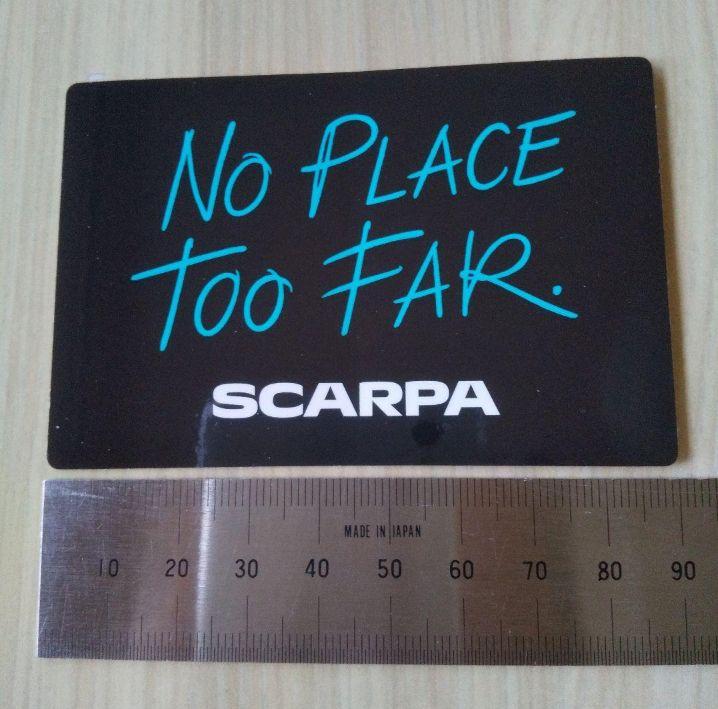 NO PLACE
TOO FAR.
SCARPA
MADE IN JAPAN
10 20 30 40 50 60 70 80 90